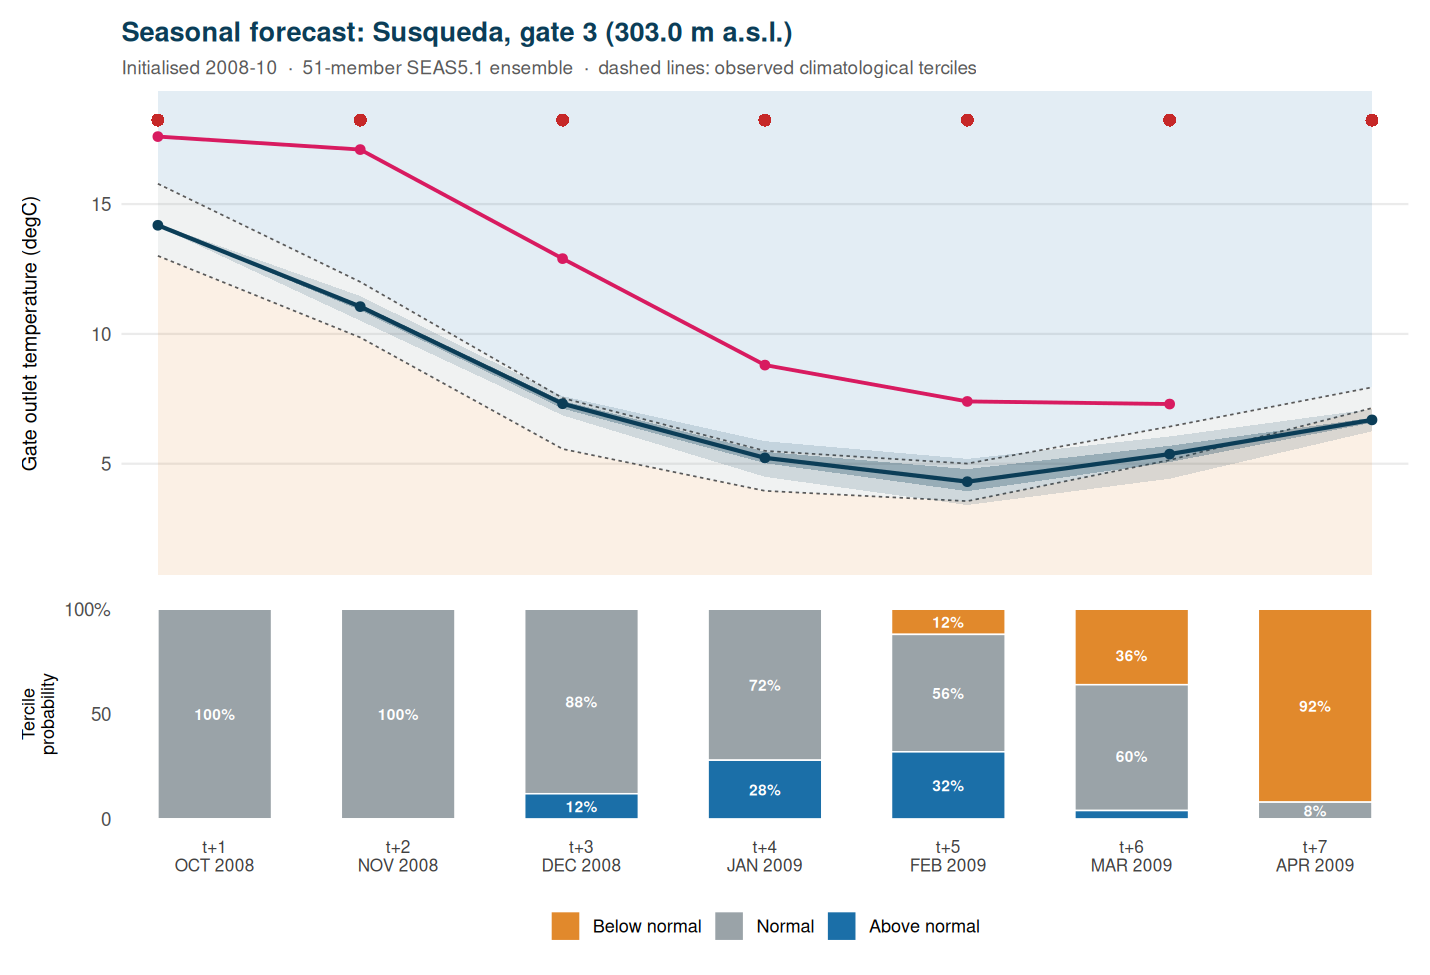 Seasonal forecast: Susqueda, gate 3 (303.0 m a.s.l.)
Initialised 2008-10 · 51-member SEAS5.1 ensemble · dashed lines: observed climatological terciles
Gate outlet temperature (degC)
15
10
5
Tercile
probability
100%
50
0
100%
100%
88%
12%
72%
28%
12%
56%
32%
36%
60%
92%
8%
t+1
OCT 2008
t+2
NOV 2008
t+3
DEC 2008
t+4
JAN 2009
t+5
FEB 2009
t+6
MAR 2009
t+7
APR 2009
Below normal
Normal
Above normal